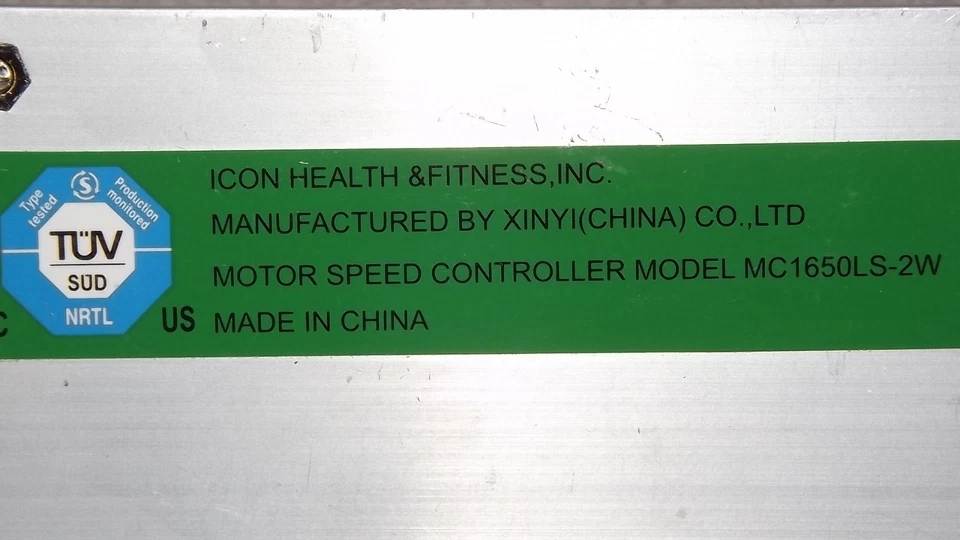 Type tested
Production monitored
TÜV
SÜD
NRTL
C US
ICON HEALTH &FITNESS,INC.
MANUFACTURED BY XINYI(CHINA) CO.,LTD
MOTOR SPEED CONTROLLER MODEL MC1650LS-2W
MADE IN CHINA